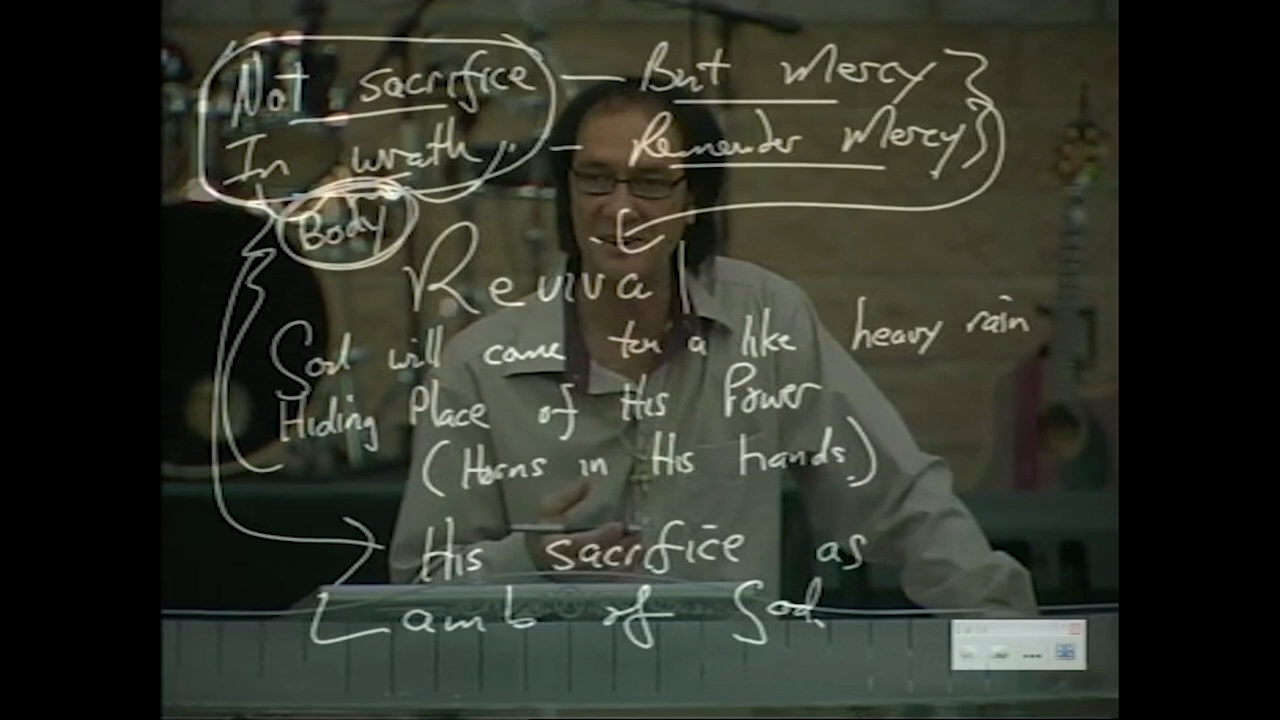 Not sacrifice — But Mercy }
In wrath, — Remember Mercy }
Body
Revival
God will come to a like heavy rain
Hiding Place of His Power
(Horns in His hands.)
His sacrifice as
Lamb of God.